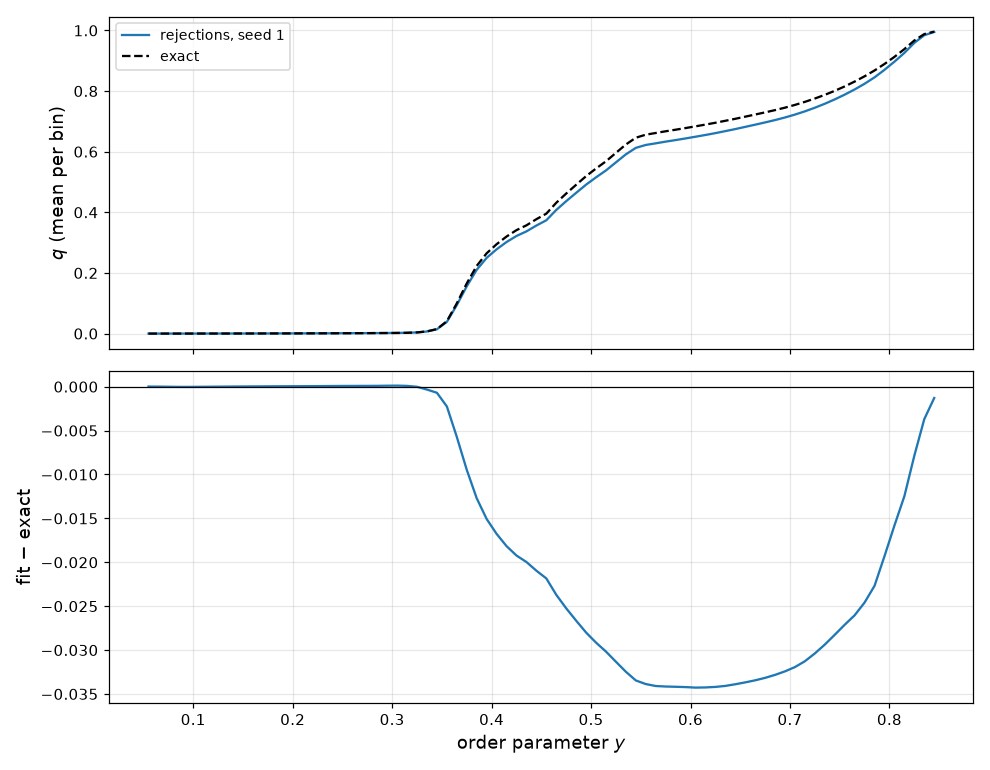 1.0
0.8
0.6
0.4
0.2
0.0
q (mean per bin)
rejections, seed 1
exact
0.000
−0.005
−0.010
−0.015
−0.020
−0.025
−0.030
−0.035
fit − exact
0.1 0.2 0.3 0.4 0.5 0.6 0.7 0.8
order parameter y